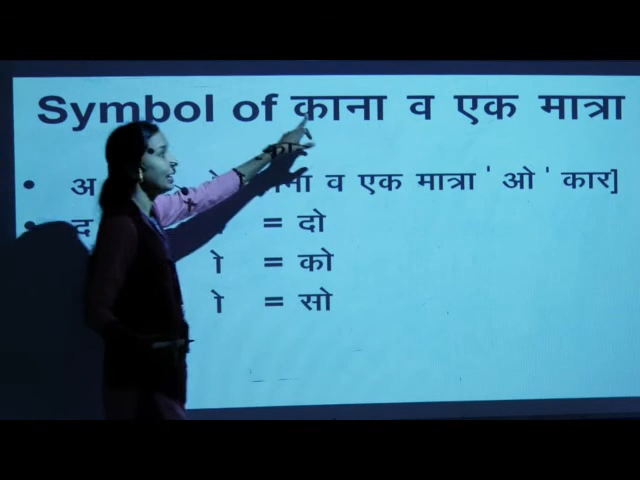 Symbol of काना व एक मात्रा
• अ व एक मात्रा ' ओ ' कार]
• द = दो
ो = को
ो = सो